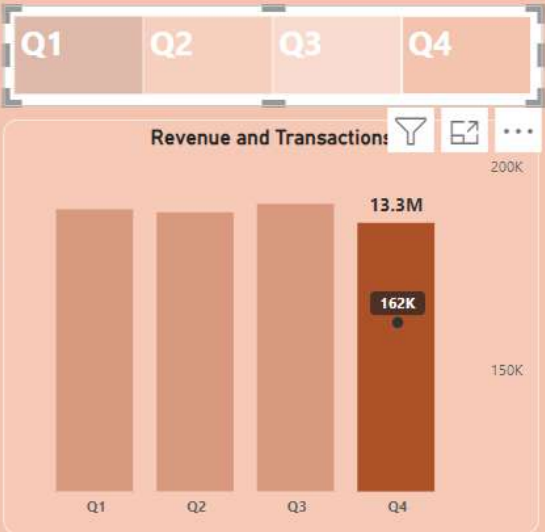 Q1 Q2 Q3 Q4
Revenue and Transactions
200K
13.3M
162K
150K
Q1 Q2 Q3 Q4